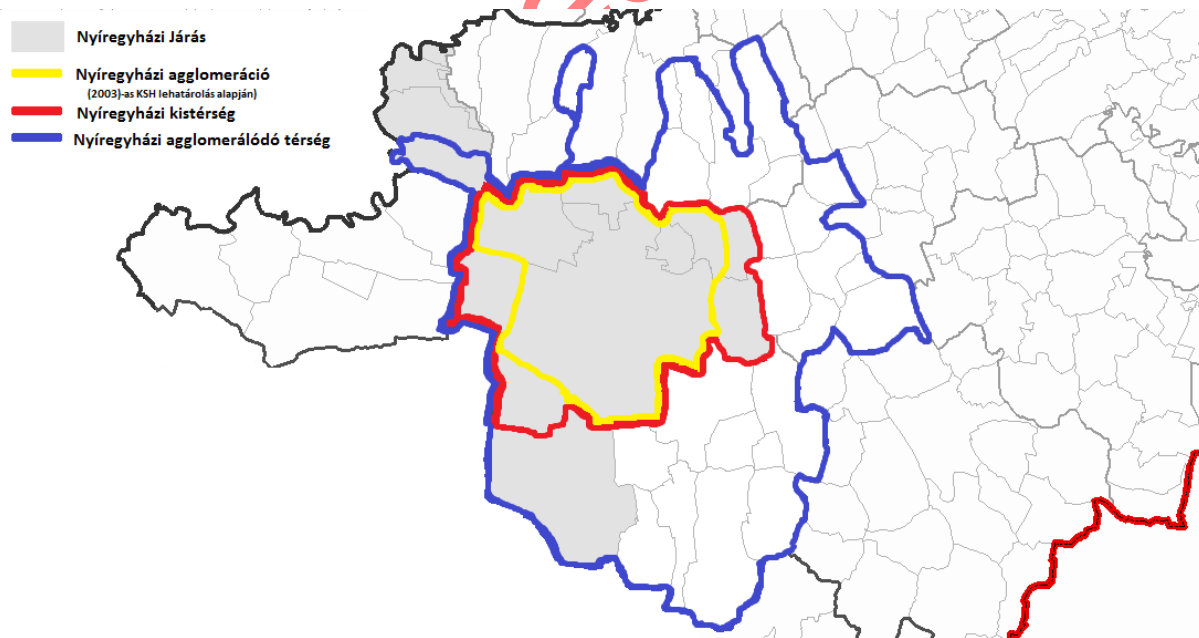 Nyíregyházi Járás
Nyíregyházi agglomeráció
(2003)-as KSH lehatárolás alapján)
Nyíregyházi kistérség
Nyíregyházi agglomerálódó térség